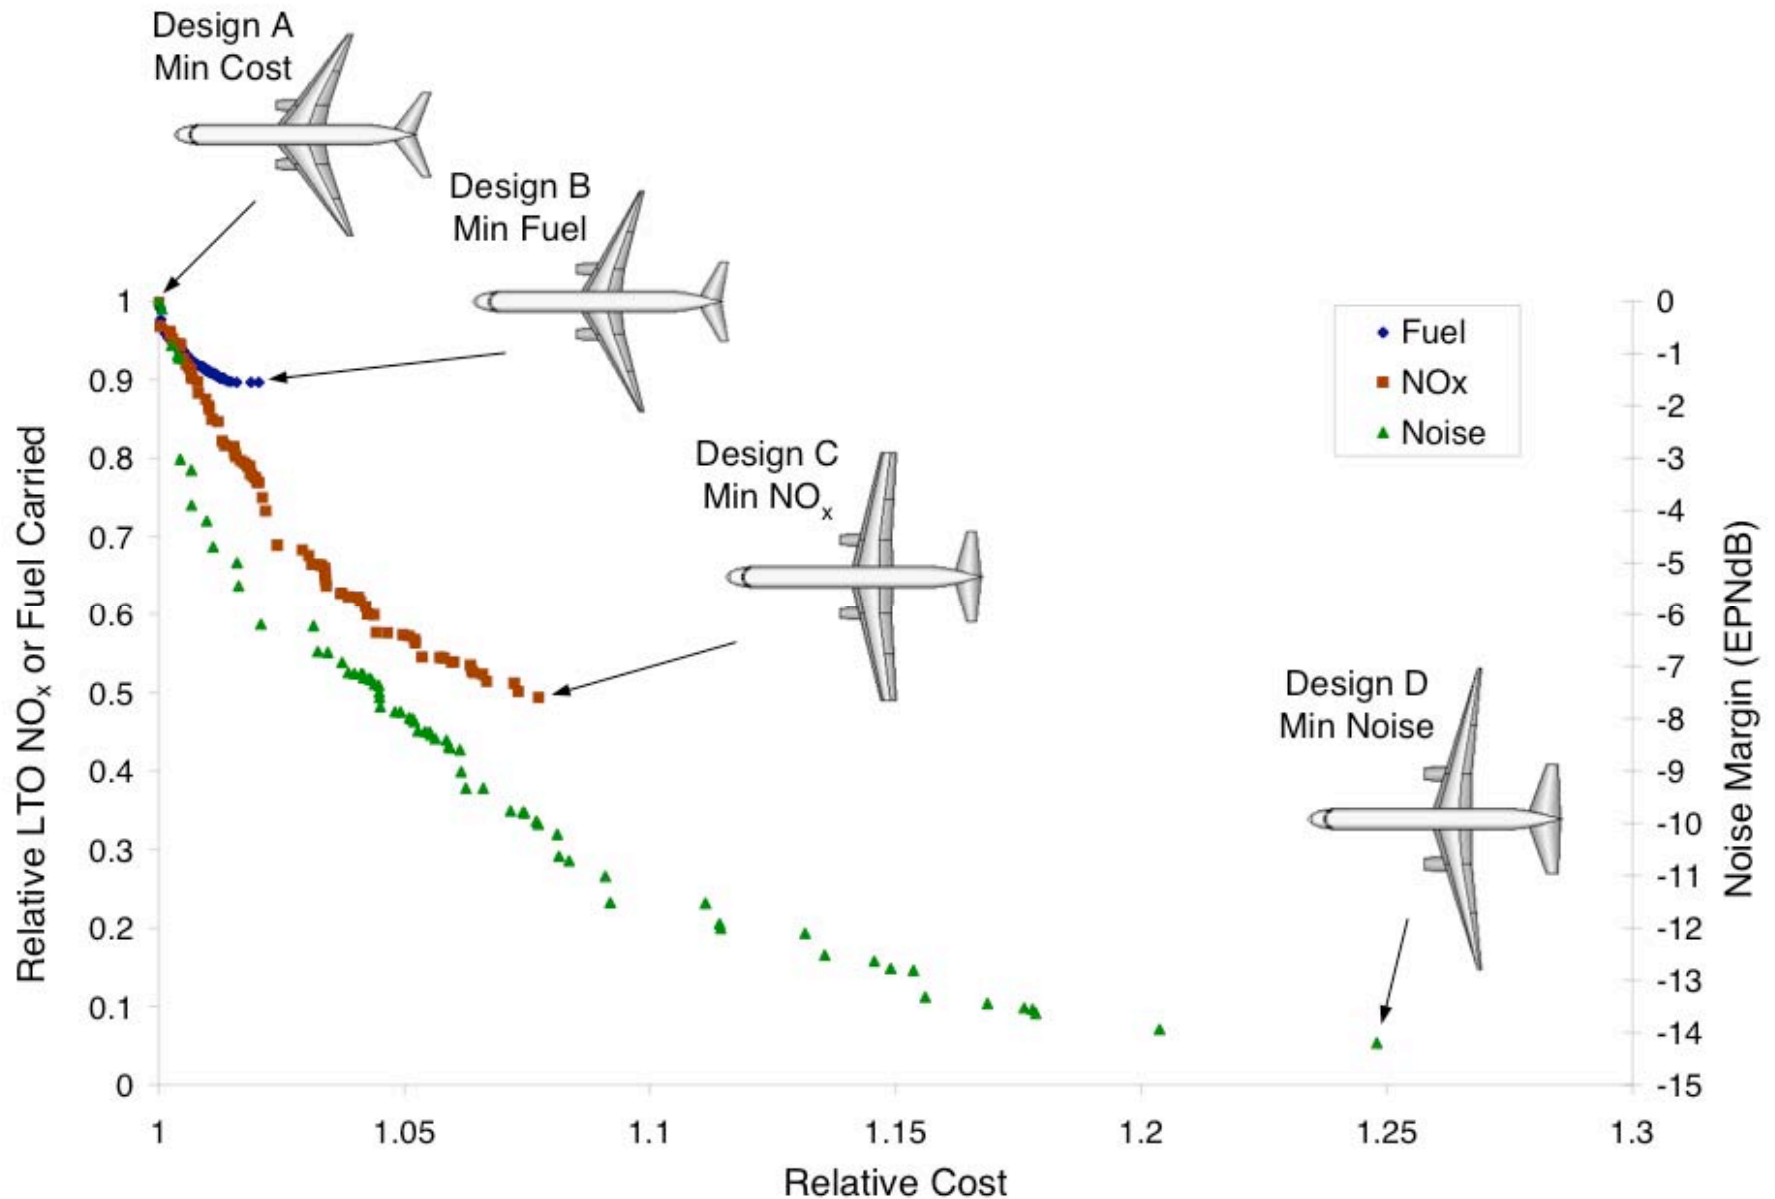 Design A
Min Cost
Design B
Min Fuel
Design C
Min NOx
Design D
Min Noise
Fuel
NOx
Noise
Relative LTO NOx or Fuel Carried
1
0.9
0.8
0.7
0.6
0.5
0.4
0.3
0.2
0.1
0
0
-1
-2
-3
-4
-5
-6
-7
-8
-9
-10
-11
-12
-13
-14
-15
Noise Margin (EPNdB)
1
1.05
1.1
1.15
1.2
1.25
1.3
Relative Cost